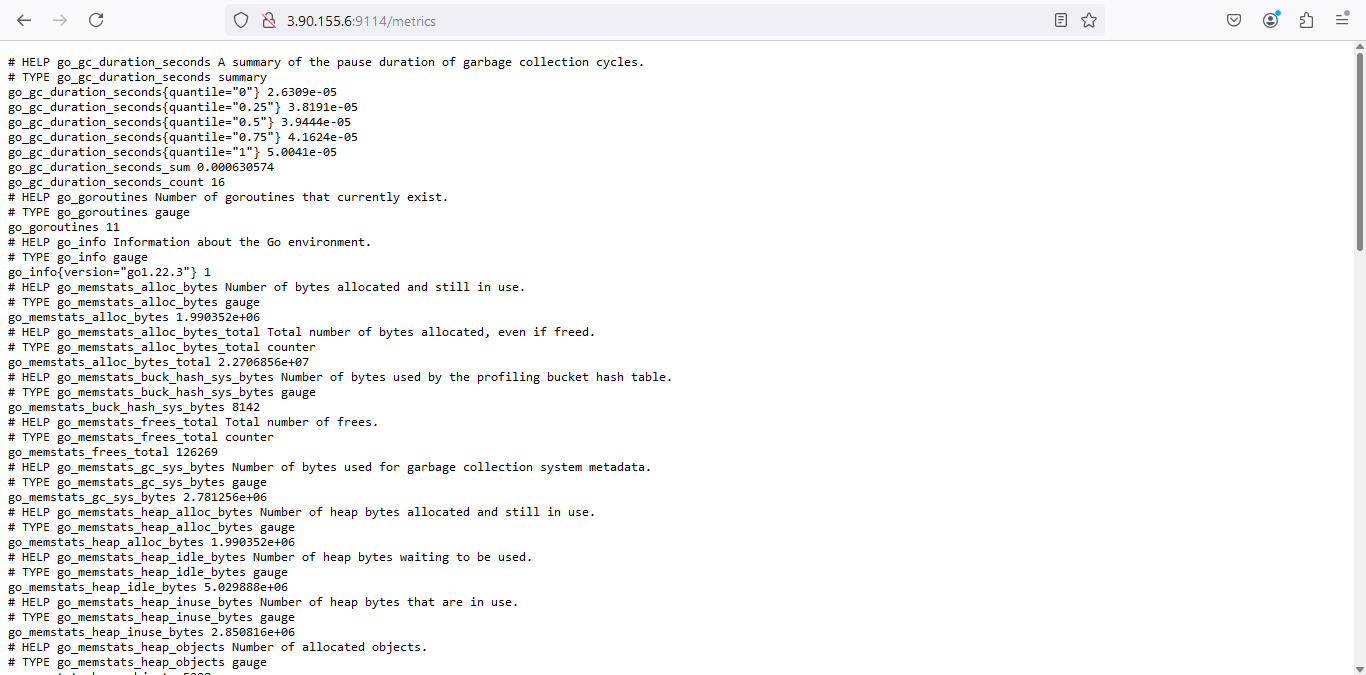 3.90.155.6:9114/metrics
# HELP go_gc_duration_seconds A summary of the pause duration of garbage collection cycles.
# TYPE go_gc_duration_seconds summary
go_gc_duration_seconds{quantile="0"} 2.6309e-05
go_gc_duration_seconds{quantile="0.25"} 3.8191e-05
go_gc_duration_seconds{quantile="0.5"} 3.9444e-05
go_gc_duration_seconds{quantile="0.75"} 4.1624e-05
go_gc_duration_seconds{quantile="1"} 5.0041e-05
go_gc_duration_seconds_sum 0.000630574
go_gc_duration_seconds_count 16
# HELP go_goroutines Number of goroutines that currently exist.
# TYPE go_goroutines gauge
go_goroutines 11
# HELP go_info Information about the Go environment.
# TYPE go_info gauge
go_info{version="go1.22.3"} 1
# HELP go_memstats_alloc_bytes Number of bytes allocated and still in use.
# TYPE go_memstats_alloc_bytes gauge
go_memstats_alloc_bytes 1.990352e+06
# HELP go_memstats_alloc_bytes_total Total number of bytes allocated, even if freed.
# TYPE go_memstats_alloc_bytes_total counter
go_memstats_alloc_bytes_total 2.2706856e+07
# HELP go_memstats_buck_hash_sys_bytes Number of bytes used by the profiling bucket hash table.
# TYPE go_memstats_buck_hash_sys_bytes gauge
go_memstats_buck_hash_sys_bytes 8142
# HELP go_memstats_frees_total Total number of frees.
# TYPE go_memstats_frees_total counter
go_memstats_frees_total 126269
# HELP go_memstats_gc_sys_bytes Number of bytes used for garbage collection system metadata.
# TYPE go_memstats_gc_sys_bytes gauge
go_memstats_gc_sys_bytes 2.781256e+06
# HELP go_memstats_heap_alloc_bytes Number of heap bytes allocated and still in use.
# TYPE go_memstats_heap_alloc_bytes gauge
go_memstats_heap_alloc_bytes 1.990352e+06
# HELP go_memstats_heap_idle_bytes Number of heap bytes waiting to be used.
# TYPE go_memstats_heap_idle_bytes gauge
go_memstats_heap_idle_bytes 5.029888e+06
# HELP go_memstats_heap_inuse_bytes Number of heap bytes that are in use.
# TYPE go_memstats_heap_inuse_bytes gauge
go_memstats_heap_inuse_bytes 2.850816e+06
# HELP go_memstats_heap_objects Number of allocated objects.
# TYPE go_memstats_heap_objects gauge